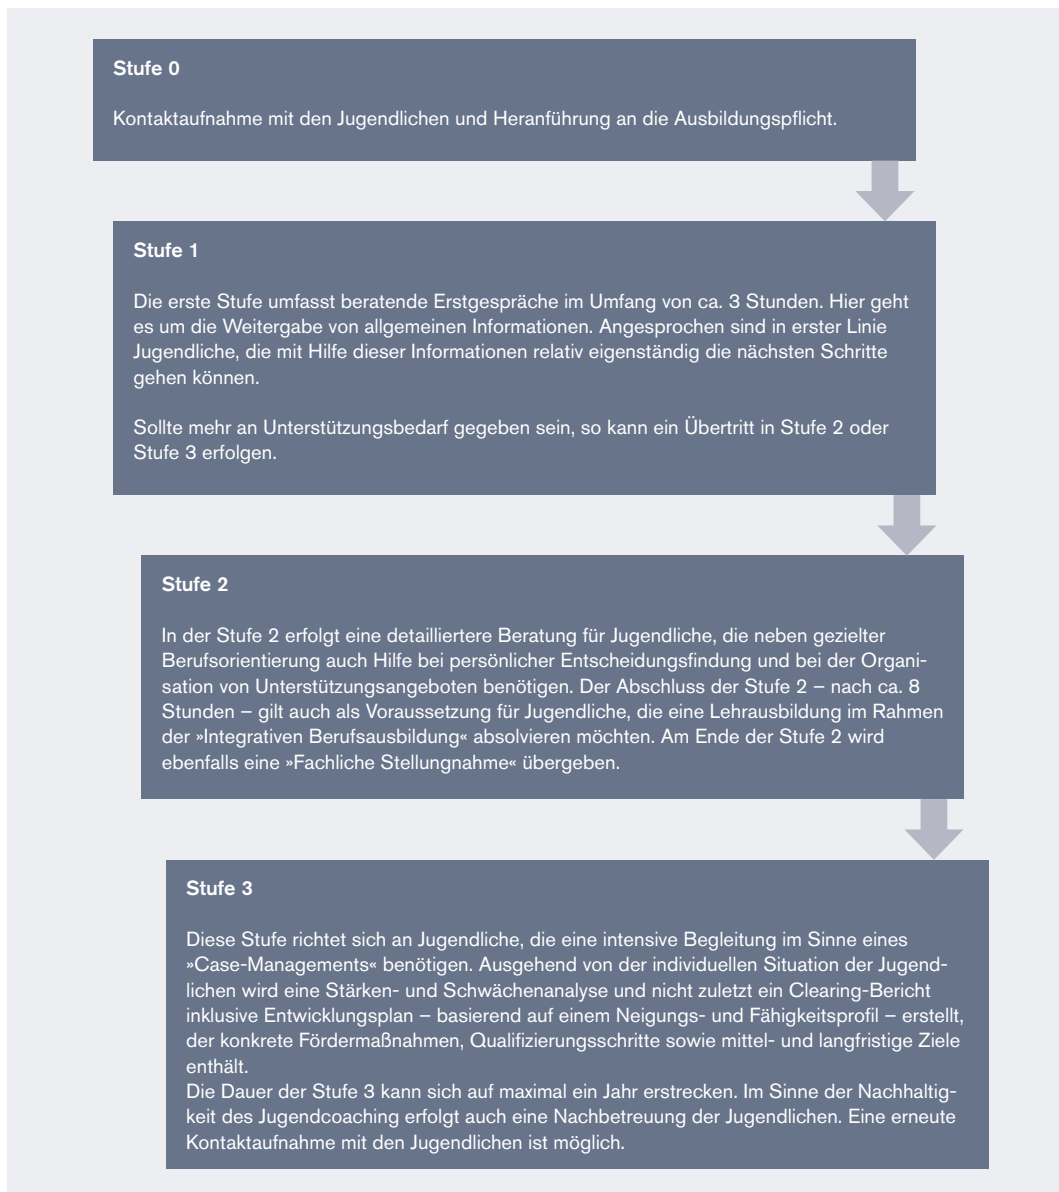 Stufe 0
Kontaktaufnahme mit den Jugendlichen und Heranführung an die Ausbildungspflicht.
Stufe 1
Die erste Stufe umfasst beratende Erstgespräche im Umfang von ca. 3 Stunden. Hier geht
es um die Weitergabe von allgemeinen Informationen. Angesprochen sind in erster Linie
Jugendliche, die mit Hilfe dieser Informationen relativ eigenständig die nächsten Schritte
gehen können.
Sollte mehr an Unterstützungsbedarf gegeben sein, so kann ein Übertritt in Stufe 2 oder
Stufe 3 erfolgen.
Stufe 2
In der Stufe 2 erfolgt eine detailliertere Beratung für Jugendliche, die neben gezielter
Berufsorientierung auch Hilfe bei persönlicher Entscheidungsfindung und bei der Organi-
sation von Unterstützungsangeboten benötigen. Der Abschluss der Stufe 2 – nach ca. 8
Stunden – gilt auch als Voraussetzung für Jugendliche, die eine Lehrausbildung im Rahmen
der »Integrativen Berufsausbildung« absolvieren möchten. Am Ende der Stufe 2 wird
ebenfalls eine »Fachliche Stellungnahme« übergeben.
Stufe 3
Diese Stufe richtet sich an Jugendliche, die eine intensive Begleitung im Sinne eines
»Case-Managements« benötigen. Ausgehend von der individuellen Situation der Jugend-
lichen wird eine Stärken- und Schwächenanalyse und nicht zuletzt ein Clearing-Bericht
inklusive Entwicklungsplan – basierend auf einem Neigungs- und Fähigkeitsprofil – erstellt,
der konkrete Fördermaßnahmen, Qualifizierungsschritte sowie mittel- und langfristige Ziele
enthält.
Die Dauer der Stufe 3 kann sich auf maximal ein Jahr erstrecken. Im Sinne der Nachhaltig-
keit des Jugendcoaching erfolgt auch eine Nachbetreuung der Jugendlichen. Eine erneute
Kontaktaufnahme mit den Jugendlichen ist möglich.